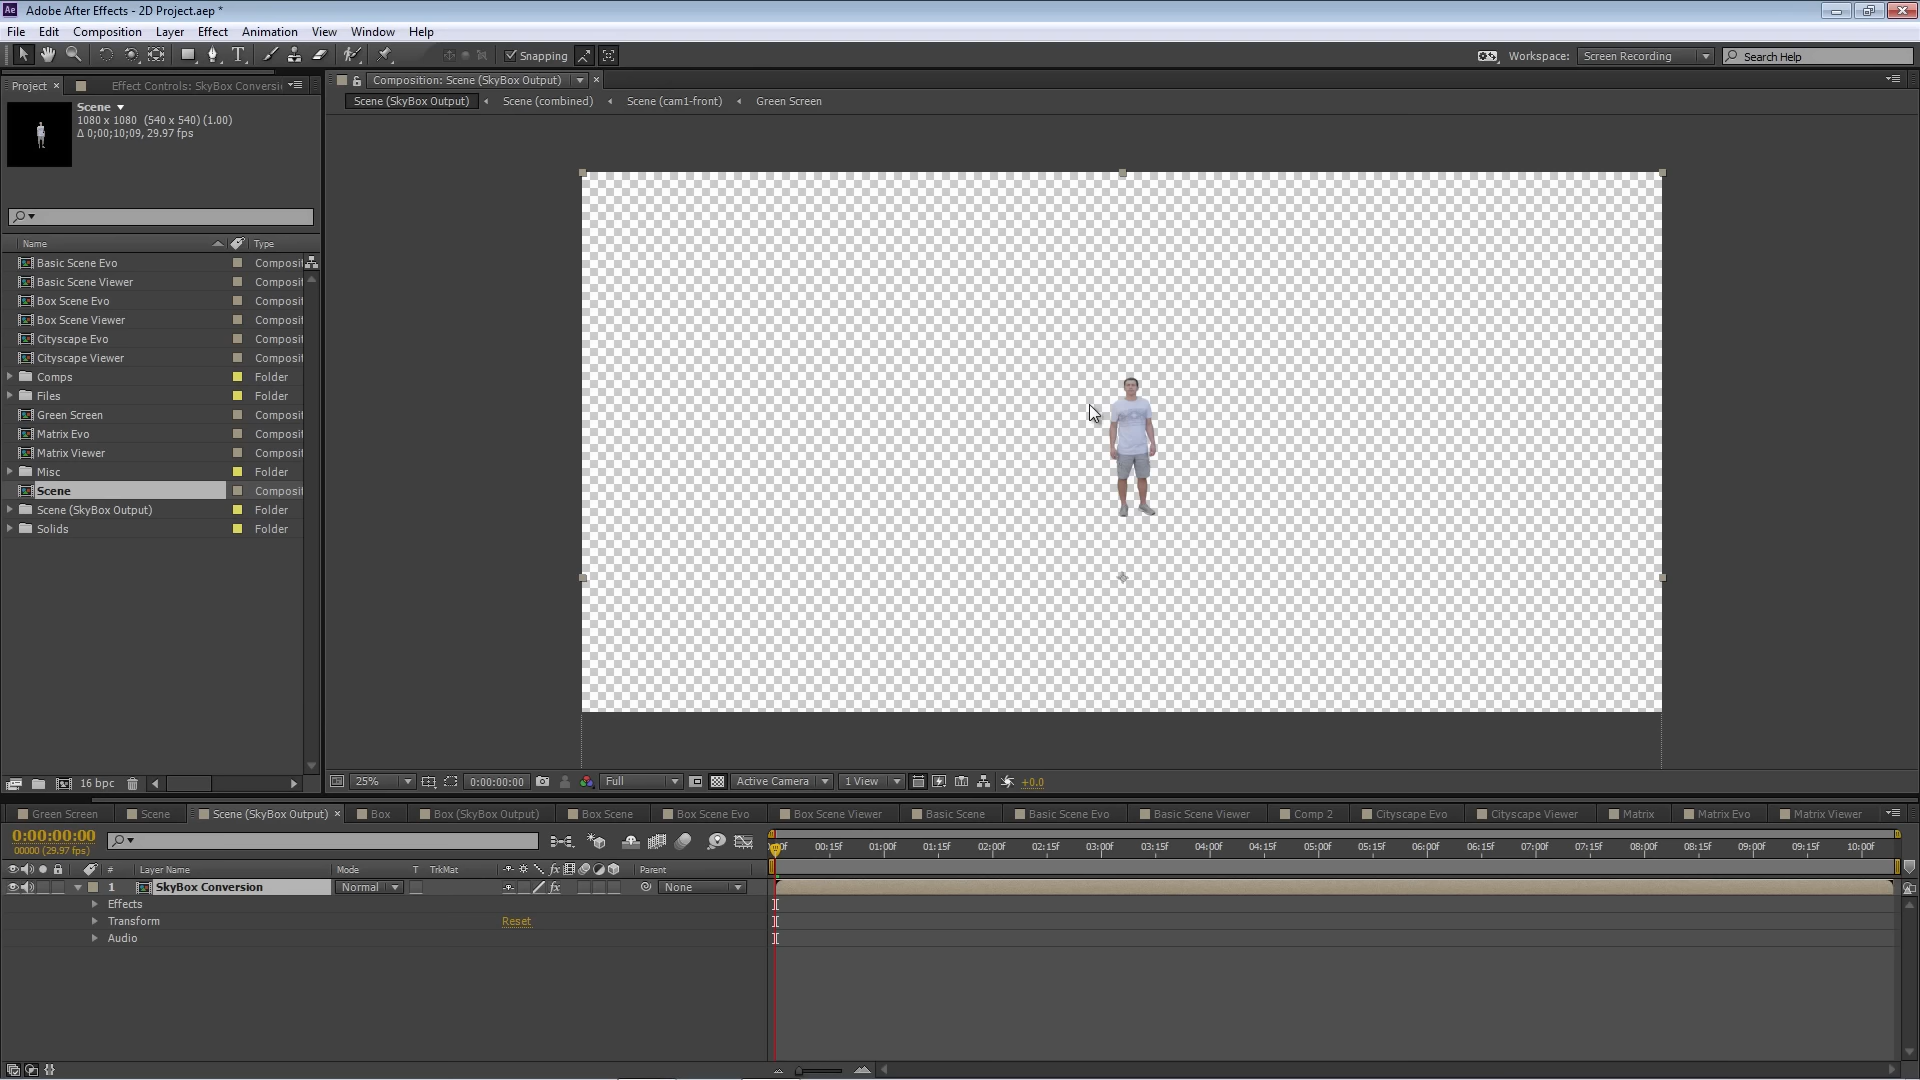 Adobe After Effects - 2D Project.aep *
File Edit Composition Layer Effect Animation View Window Help
Snapping
Workspace: Screen Recording
Search Help
Project × Effect Controls: SkyBox Conversi
Composition: Scene (SkyBox Output) ×
Scene (SkyBox Output) Scene (combined) Scene (cam1-front) Green Screen
Scene
1080 x 1080 (540 x 540) (1.00)
Δ 0;00;10;09, 29.97 fps
Name Type
Basic Scene Evo Composit
Basic Scene Viewer Composit
Box Scene Evo Composit
Box Scene Viewer Composit
Cityscape Evo Composit
Cityscape Viewer Composit
Comps Folder
Files Folder
Green Screen Composit
Matrix Evo Composit
Matrix Viewer Composit
Misc Folder
Scene Composit
Scene (SkyBox Output) Folder
Solids Folder
16 bpc
25% 0:00:00:00 Full Active Camera 1 View +0.0
Green Screen Scene Scene (SkyBox Output) × Box Box (SkyBox Output) Box Scene Box Scene Evo Box Scene Viewer Basic Scene Basic Scene Evo Basic Scene Viewer Comp 2 Cityscape Evo Cityscape Viewer Matrix Matrix Evo Matrix Viewer
0:00:00:00
00000 (29.97 fps)
00:15f 01:00f 01:15f 02:00f 02:15f 03:00f 03:15f 04:00f 04:15f 05:00f 05:15f 06:00f 06:15f 07:00f 07:15f 08:00f 08:15f 09:00f 09:15f 10:00f
# Layer Name Mode T TrkMat fx Parent
1 SkyBox Conversion Normal fx None
Effects
Transform Reset
Audio